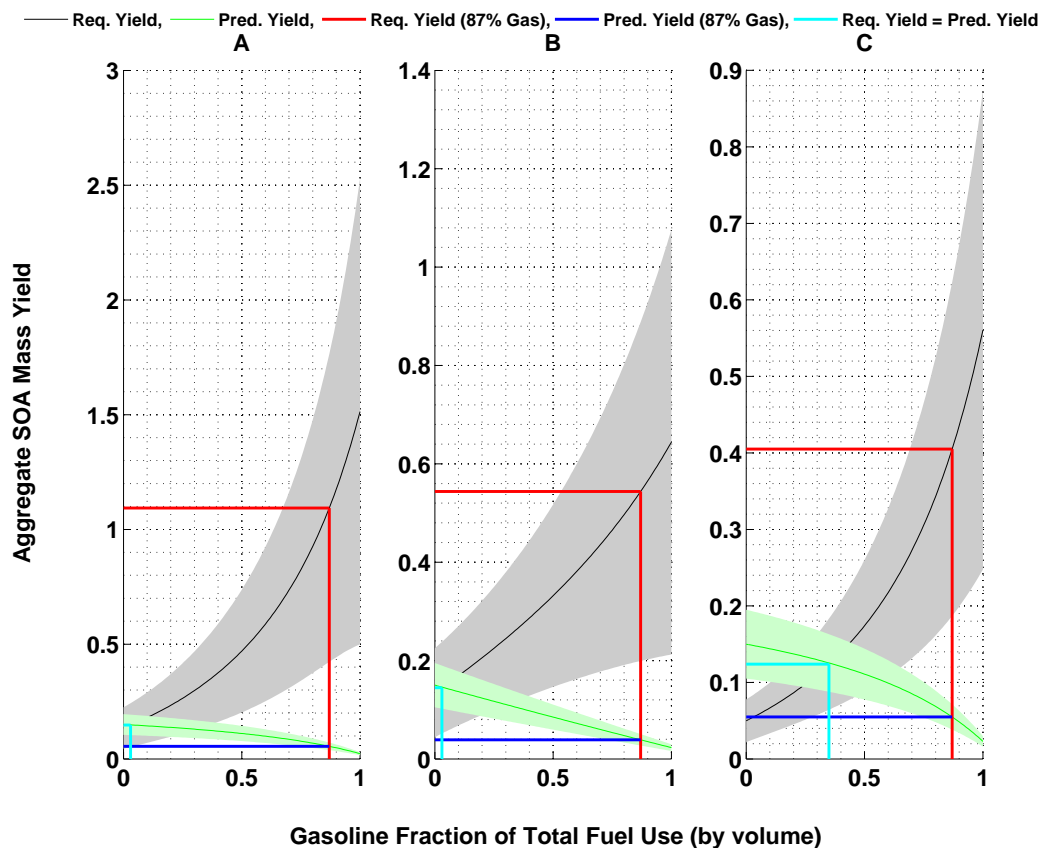 Req. Yield, Pred. Yield, Req. Yield (87% Gas), Pred. Yield (87% Gas), Req. Yield = Pred. Yield
A B C
3 1.4 0.9
0.8
2.5 1.2
0.7
2 1 0.6
0.8 0.5
1.5
0.6 0.4
1
0.3
0.4
0.2
0.5 0.2
0.1
0 0 0
0 0.5 1 0 0.5 1 0 0.5 1
Aggregate SOA Mass Yield
Gasoline Fraction of Total Fuel Use (by volume)